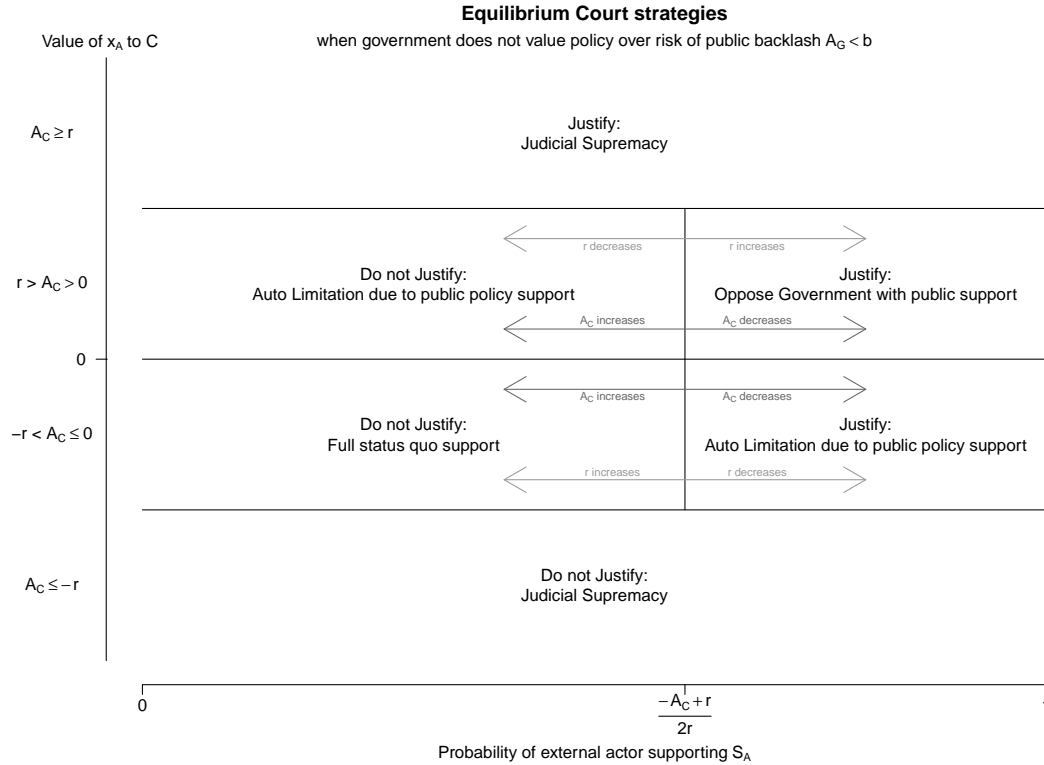 Equilibrium Court strategies
Value of x_A to C
when government does not value policy over risk of public backlash A_G < b
A_C ≥ r
Justify:
Judicial Supremacy
r decreases
r increases
r > A_C > 0
Do not Justify:
Auto Limitation due to public policy support
Justify:
Oppose Government with public support
A_C increases
A_C decreases
0
A_C increases
A_C decreases
−r < A_C ≤ 0
Do not Justify:
Full status quo support
Justify:
Auto Limitation due to public policy support
r increases
r decreases
A_C ≤ −r
Do not Justify:
Judicial Supremacy
0
−A_C + r
2r
Probability of external actor supporting S_A